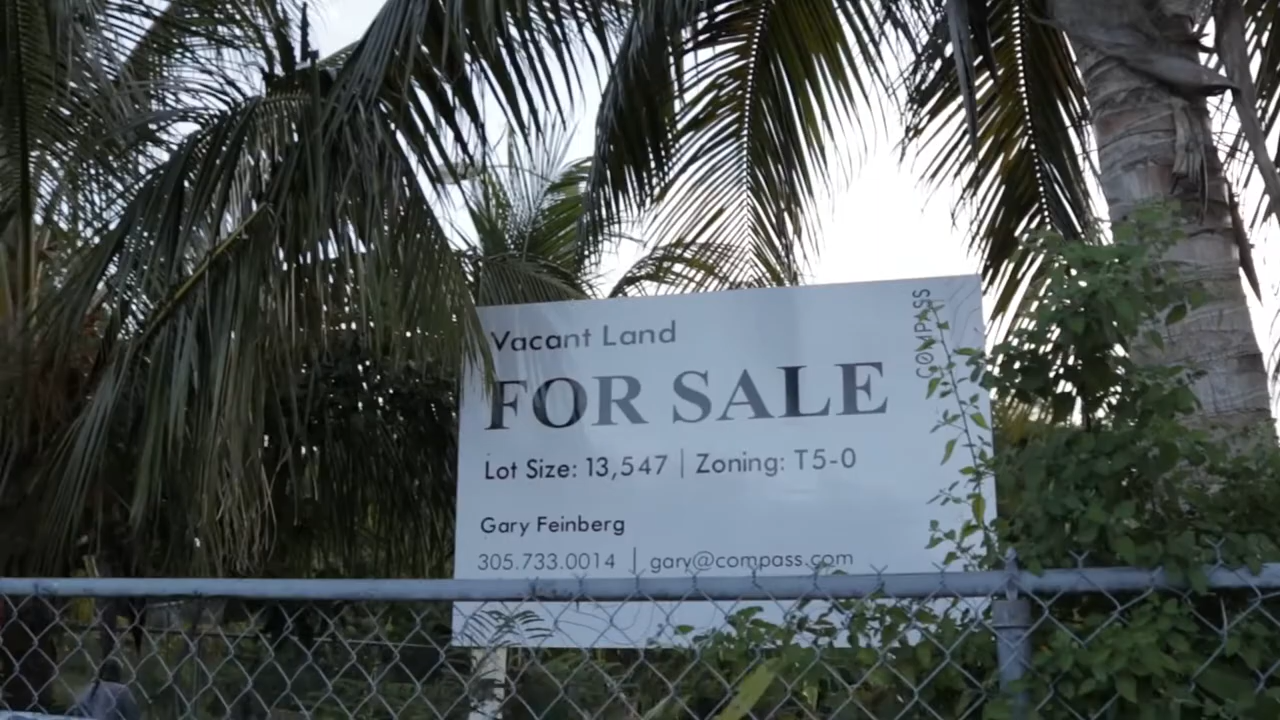 Vacant Land
FOR SALE
Lot Size: 13,547 | Zoning: T5-0
Gary Feinberg
305.733.0014 | gary@compass.com
COMPASS